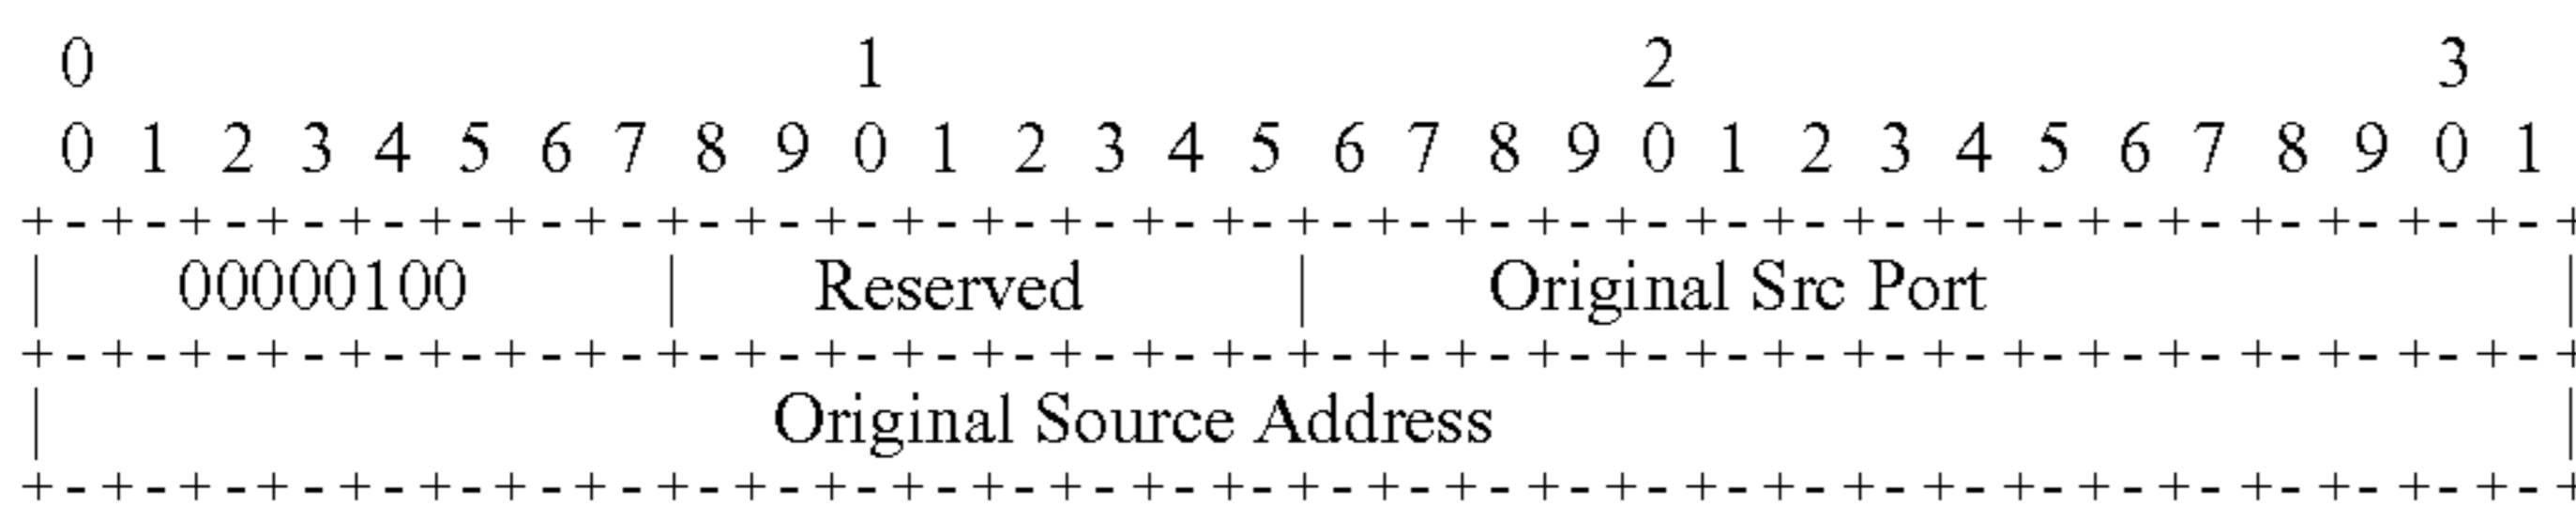 0 1 2 3
0 1 2 3 4 5 6 7 8 9 0 1 2 3 4 5 6 7 8 9 0 1 2 3 4 5 6 7 8 9 0 1
+-+-+-+-+-+-+-+-+-+-+-+-+-+-+-+-+-+-+-+-+-+-+-+-+-+-+-+-+-+-+-+-+
| 00000100 | Reserved | Original Src Port |
+-+-+-+-+-+-+-+-+-+-+-+-+-+-+-+-+-+-+-+-+-+-+-+-+-+-+-+-+-+-+-+-+
| Original Source Address |
+-+-+-+-+-+-+-+-+-+-+-+-+-+-+-+-+-+-+-+-+-+-+-+-+-+-+-+-+-+-+-+-+